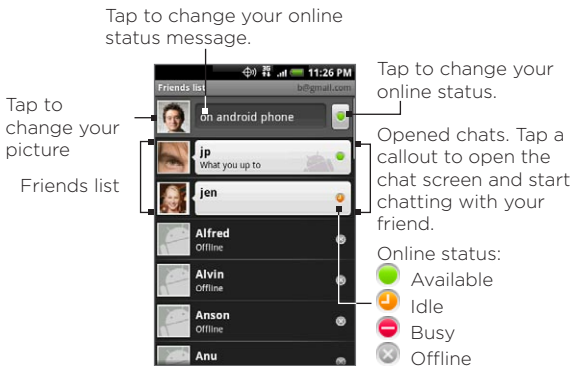 Tap to change your online
status message.
3G
11:26 PM
Friends list
b@gmail.com
Tap to change your
online status.
Tap to
change your
picture
on android phone
Opened chats. Tap a
callout to open the
chat screen and start
chatting with your
friend.
Friends list
jp
What you up to
jen
Alfred
Offline
Alvin
Offline
Anson
Offline
Anu
Online status:
Available
Idle
Busy
Offline